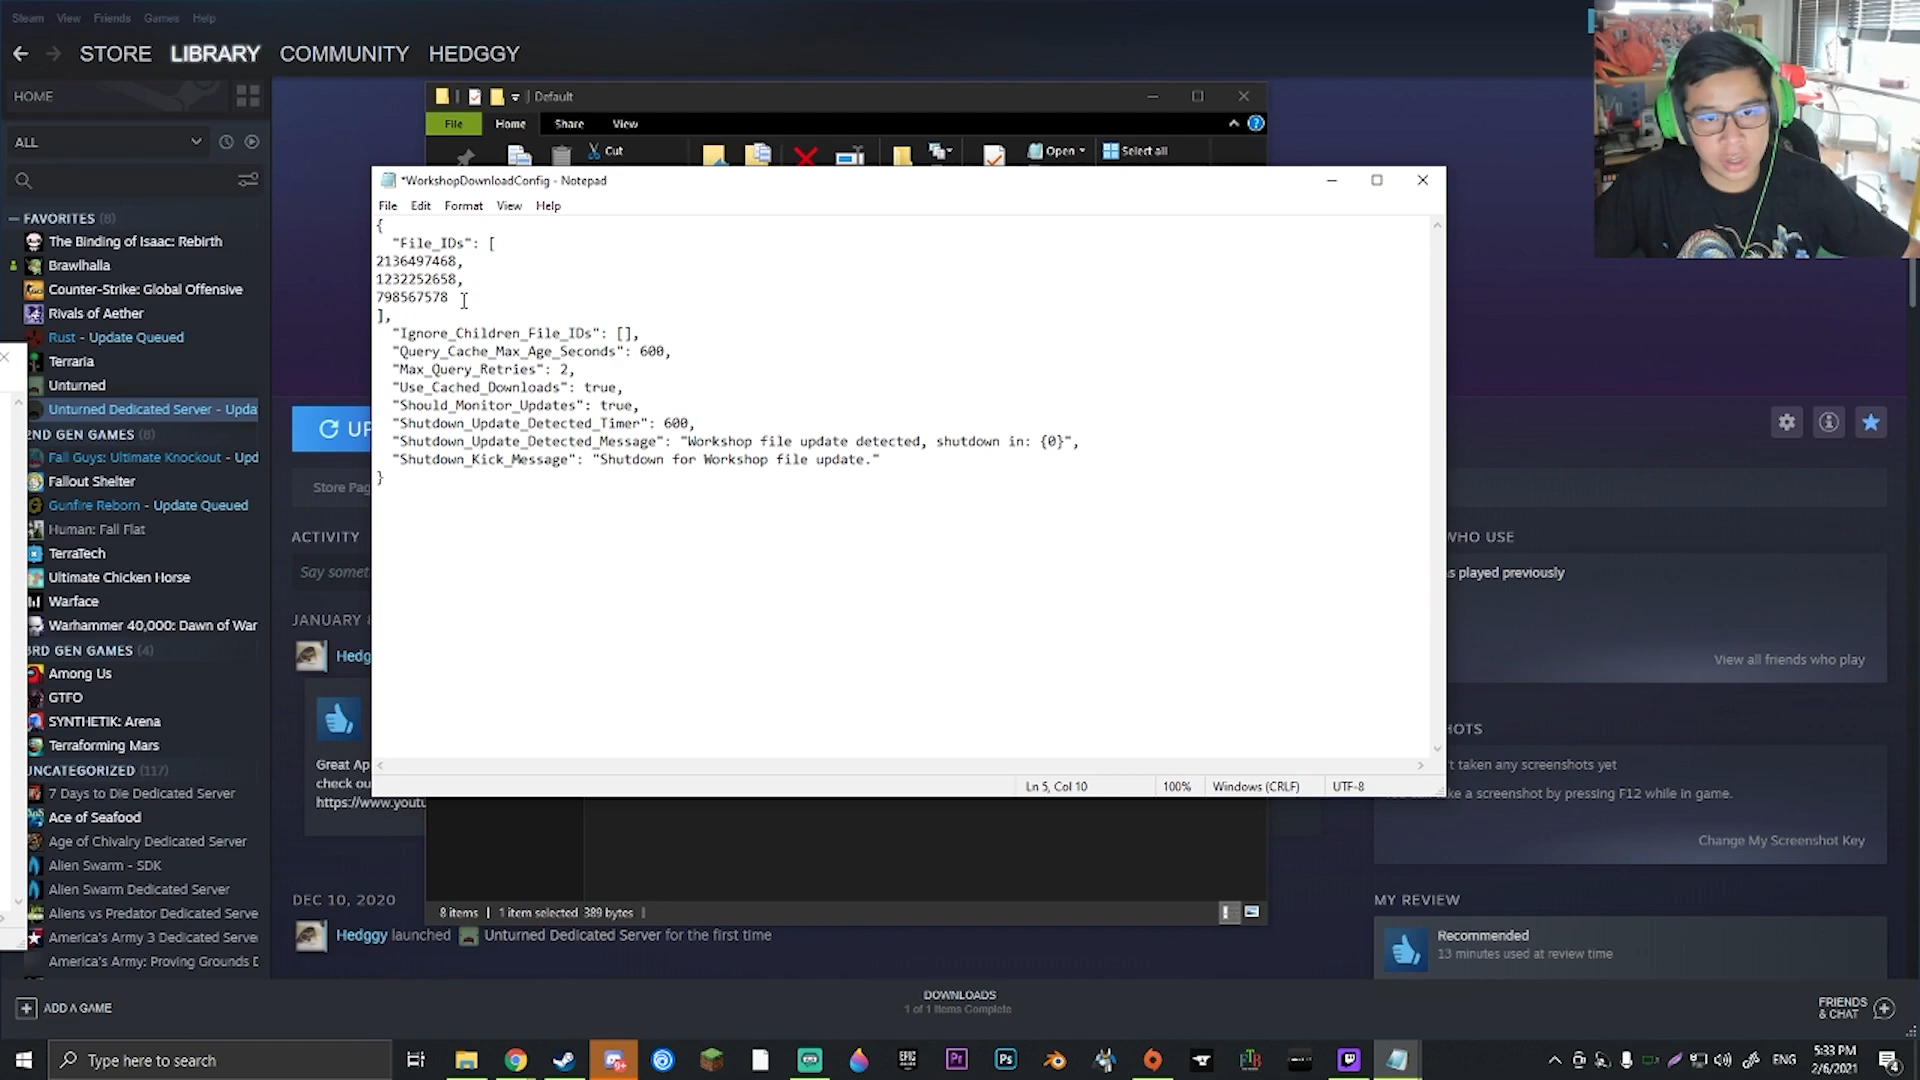 Steam View Friends Games Help
STORE LIBRARY COMMUNITY HEDGGY
HOME
ALL
FAVORITES (8)
The Binding of Isaac: Rebirth
Brawlhalla
Counter-Strike: Global Offensive
Rivals of Aether
Rust - Update Queued
Terraria
Unturned
Unturned Dedicated Server - Upda
2ND GEN GAMES (8)
Fall Guys: Ultimate Knockout - Upd
Fallout Shelter
Gunfire Reborn - Update Queued
Human: Fall Flat
TerraTech
Ultimate Chicken Horse
Warface
Warhammer 40,000: Dawn of War
3RD GEN GAMES (4)
Among Us
GTFO
SYNTHETIK: Arena
Terraforming Mars
UNCATEGORIZED (117)
7 Days to Die Dedicated Server
Ace of Seafood
Age of Chivalry Dedicated Server
Alien Swarm - SDK
Alien Swarm Dedicated Server
Aliens vs Predator Dedicated Serve
America's Army 3 Dedicated Serve
America's Army: Proving Grounds D
ADD A GAME
Default
File Home Share View
Cut Open Select all
*WorkshopDownloadConfig - Notepad
File Edit Format View Help
{
"File_IDs": [
2136497468,
1232252658,
798567578
],
"Ignore_Children_File_IDs": [],
"Query_Cache_Max_Age_Seconds": 600,
"Max_Query_Retries": 2,
"Use_Cached_Downloads": true,
"Should_Monitor_Updates": true,
"Shutdown_Update_Detected_Timer": 600,
"Shutdown_Update_Detected_Message": "Workshop file update detected, shutdown in: {0}",
"Shutdown_Kick_Message": "Shutdown for Workshop file update."
}
Ln 5, Col 10 100% Windows (CRLF) UTF-8
8 items 1 item selected 389 bytes
UP
Store Pag
ACTIVITY
Say somet
JANUARY
Hedg
Great Ap
check ou
https://www.youtu
DEC 10, 2020
Hedggy launched Unturned Dedicated Server for the first time
WHO USE
s played previously
View all friends who play
HOTS
't taken any screenshots yet
ke a screenshot by pressing F12 while in game.
Change My Screenshot Key
MY REVIEW
Recommended
13 minutes used at review time
DOWNLOADS
1 of 1 Items Complete
FRIENDS
& CHAT
Type here to search
ENG
5:33 PM
2/6/2021